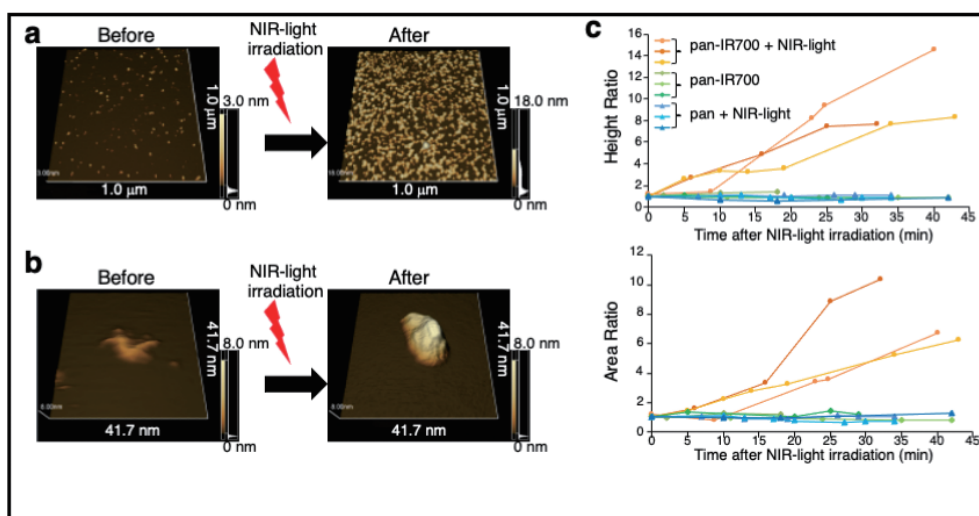 a
Before
NIR-light
irradiation
After
1.0 µm
3.0 nm
0 nm
1.0 µm
1.0 µm
18.0 nm
0 nm
1.0 µm
b
Before
NIR-light
irradiation
After
41.7 nm
8.0 nm
8.00nm
0 nm
41.7 nm
41.7 nm
8.0 nm
8.00nm
0 nm
41.7 nm
c
pan-IR700 + NIR-light
pan-IR700
pan + NIR-light
Height Ratio
16
14
12
10
8
6
4
2
0
0 5 10 15 20 25 30 35 40 45
Time after NIR-light irradiation (min)
Area Ratio
12
10
8
6
4
2
0
0 5 10 15 20 25 30 35 40 45
Time after NIR-light irradiation (min)